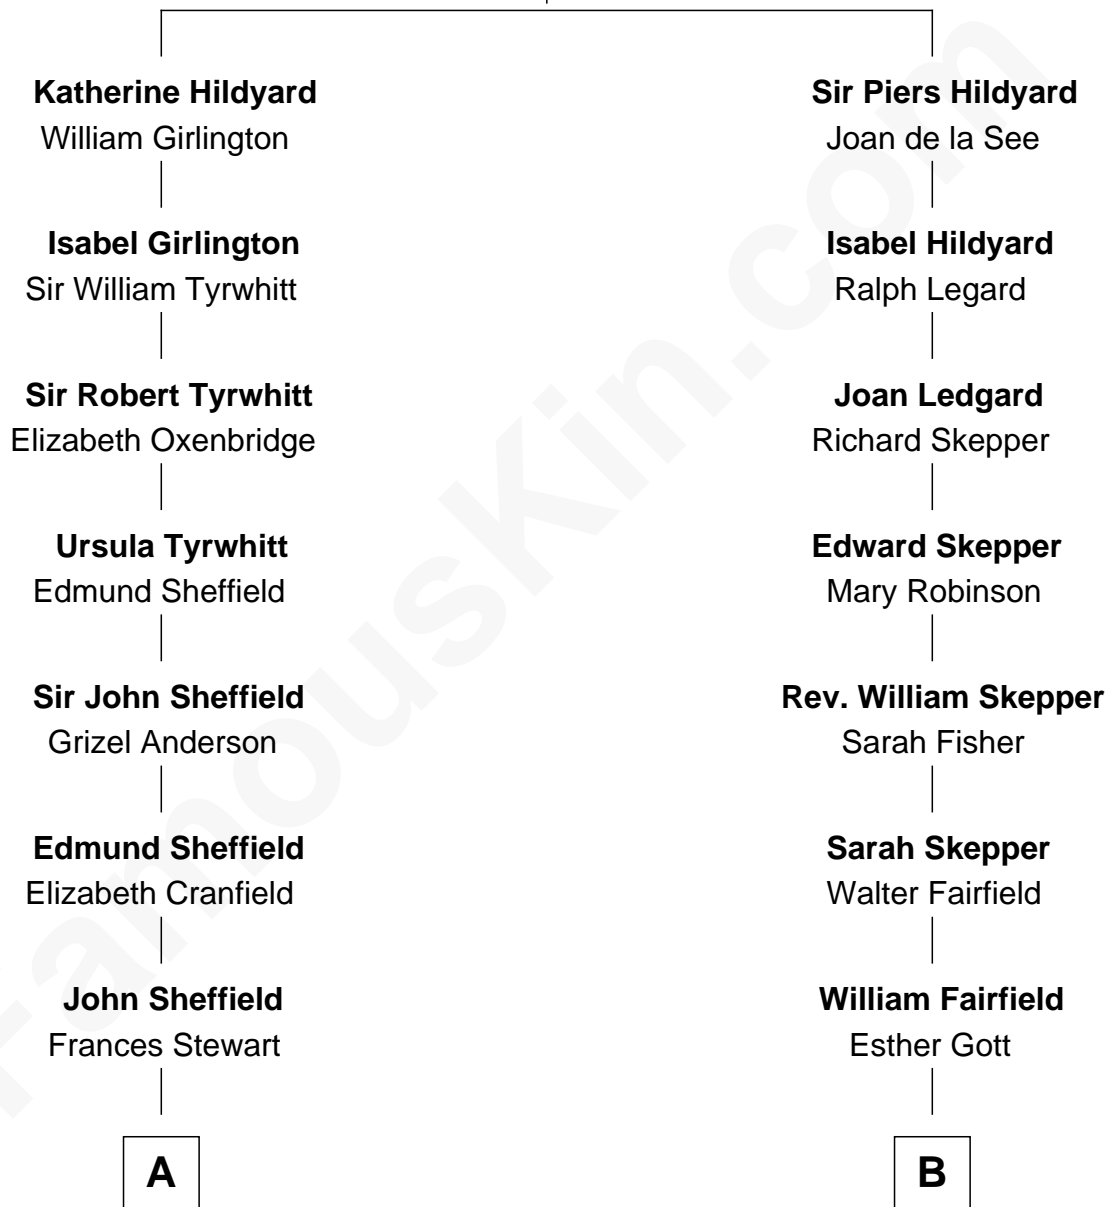 Katherine Hildyard
William Girlington
Isabel Girlington
Sir William Tyrwhitt
Sir Robert Tyrwhitt
Elizabeth Oxenbridge
Ursula Tyrwhitt
Edmund Sheffield
Sir John Sheffield
Grizel Anderson
Edmund Sheffield
Elizabeth Cranfield
John Sheffield
Frances Stewart
A
Sir Piers Hildyard
Joan de la See
Isabel Hildyard
Ralph Legard
Joan Ledgard
Richard Skepper
Edward Skepper
Mary Robinson
Rev. William Skepper
Sarah Fisher
Sarah Skepper
Walter Fairfield
William Fairfield
Esther Gott
B
FamousKin.com